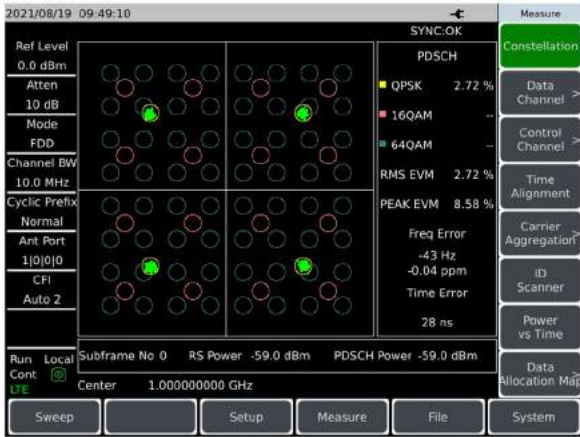 2021/08/19 09:49:10
Measure
SYNC:OK
Ref Level
0.0 dBm
Atten
10 dB
Mode
FDD
Channel BW
10.0 MHz
Cyclic Prefix
Normal
Ant Port
1|0|0|0
CFI
Auto 2
Run Local
Cont
LTE
PDSCH
QPSK 2.72 %
16QAM --
64QAM --
RMS EVM 2.72 %
PEAK EVM 8.58 %
Freq Error
-43 Hz
-0.04 ppm
Time Error
28 ns
Subframe No 0 RS Power -59.0 dBm PDSCH Power -59.0 dBm
Center 1.000000000 GHz
Constellation
Data
Channel >
Control
Channel >
Time
Alignment
Carrier
Aggregation >
ID
Scanner
Power
vs Time
Data
Allocation Map >
Sweep
Setup
Measure
File
System